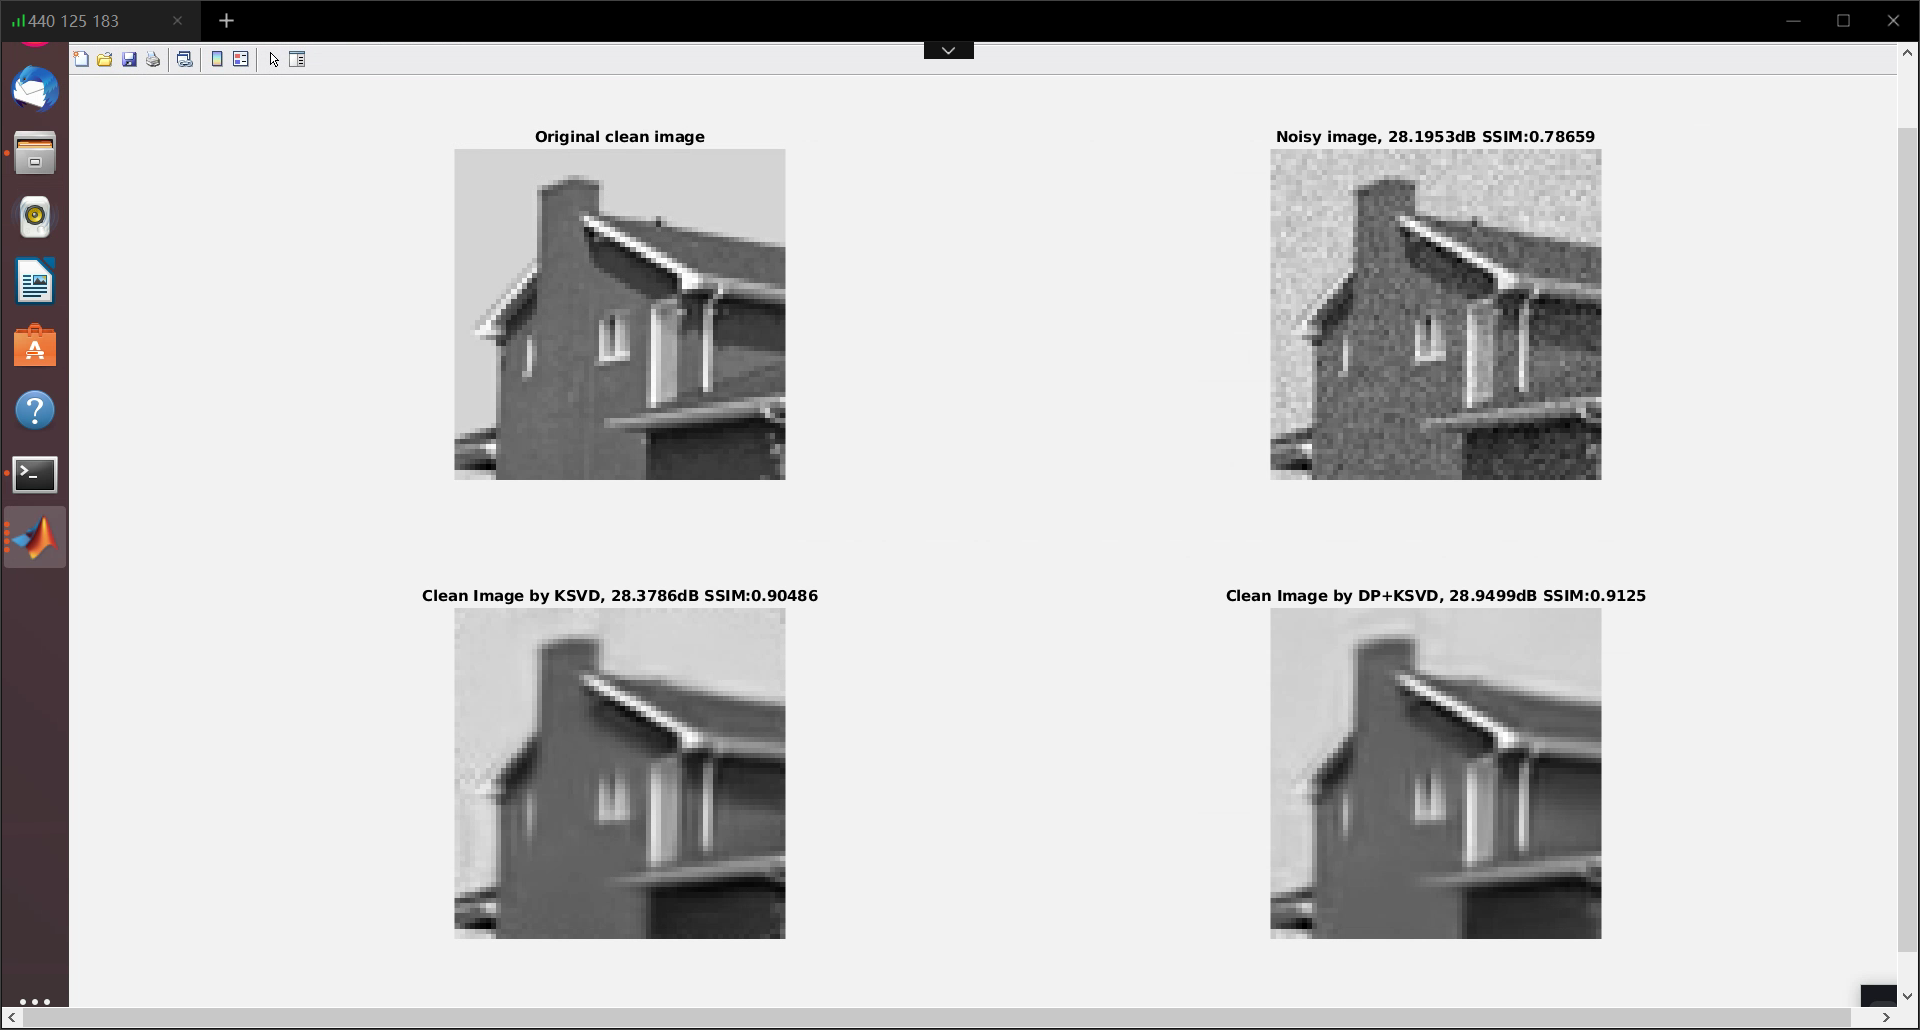 440 125 183
Original clean image
Noisy image, 28.1953dB SSIM:0.78659
Clean Image by KSVD, 28.3786dB SSIM:0.90486
Clean Image by DP+KSVD, 28.9499dB SSIM:0.9125